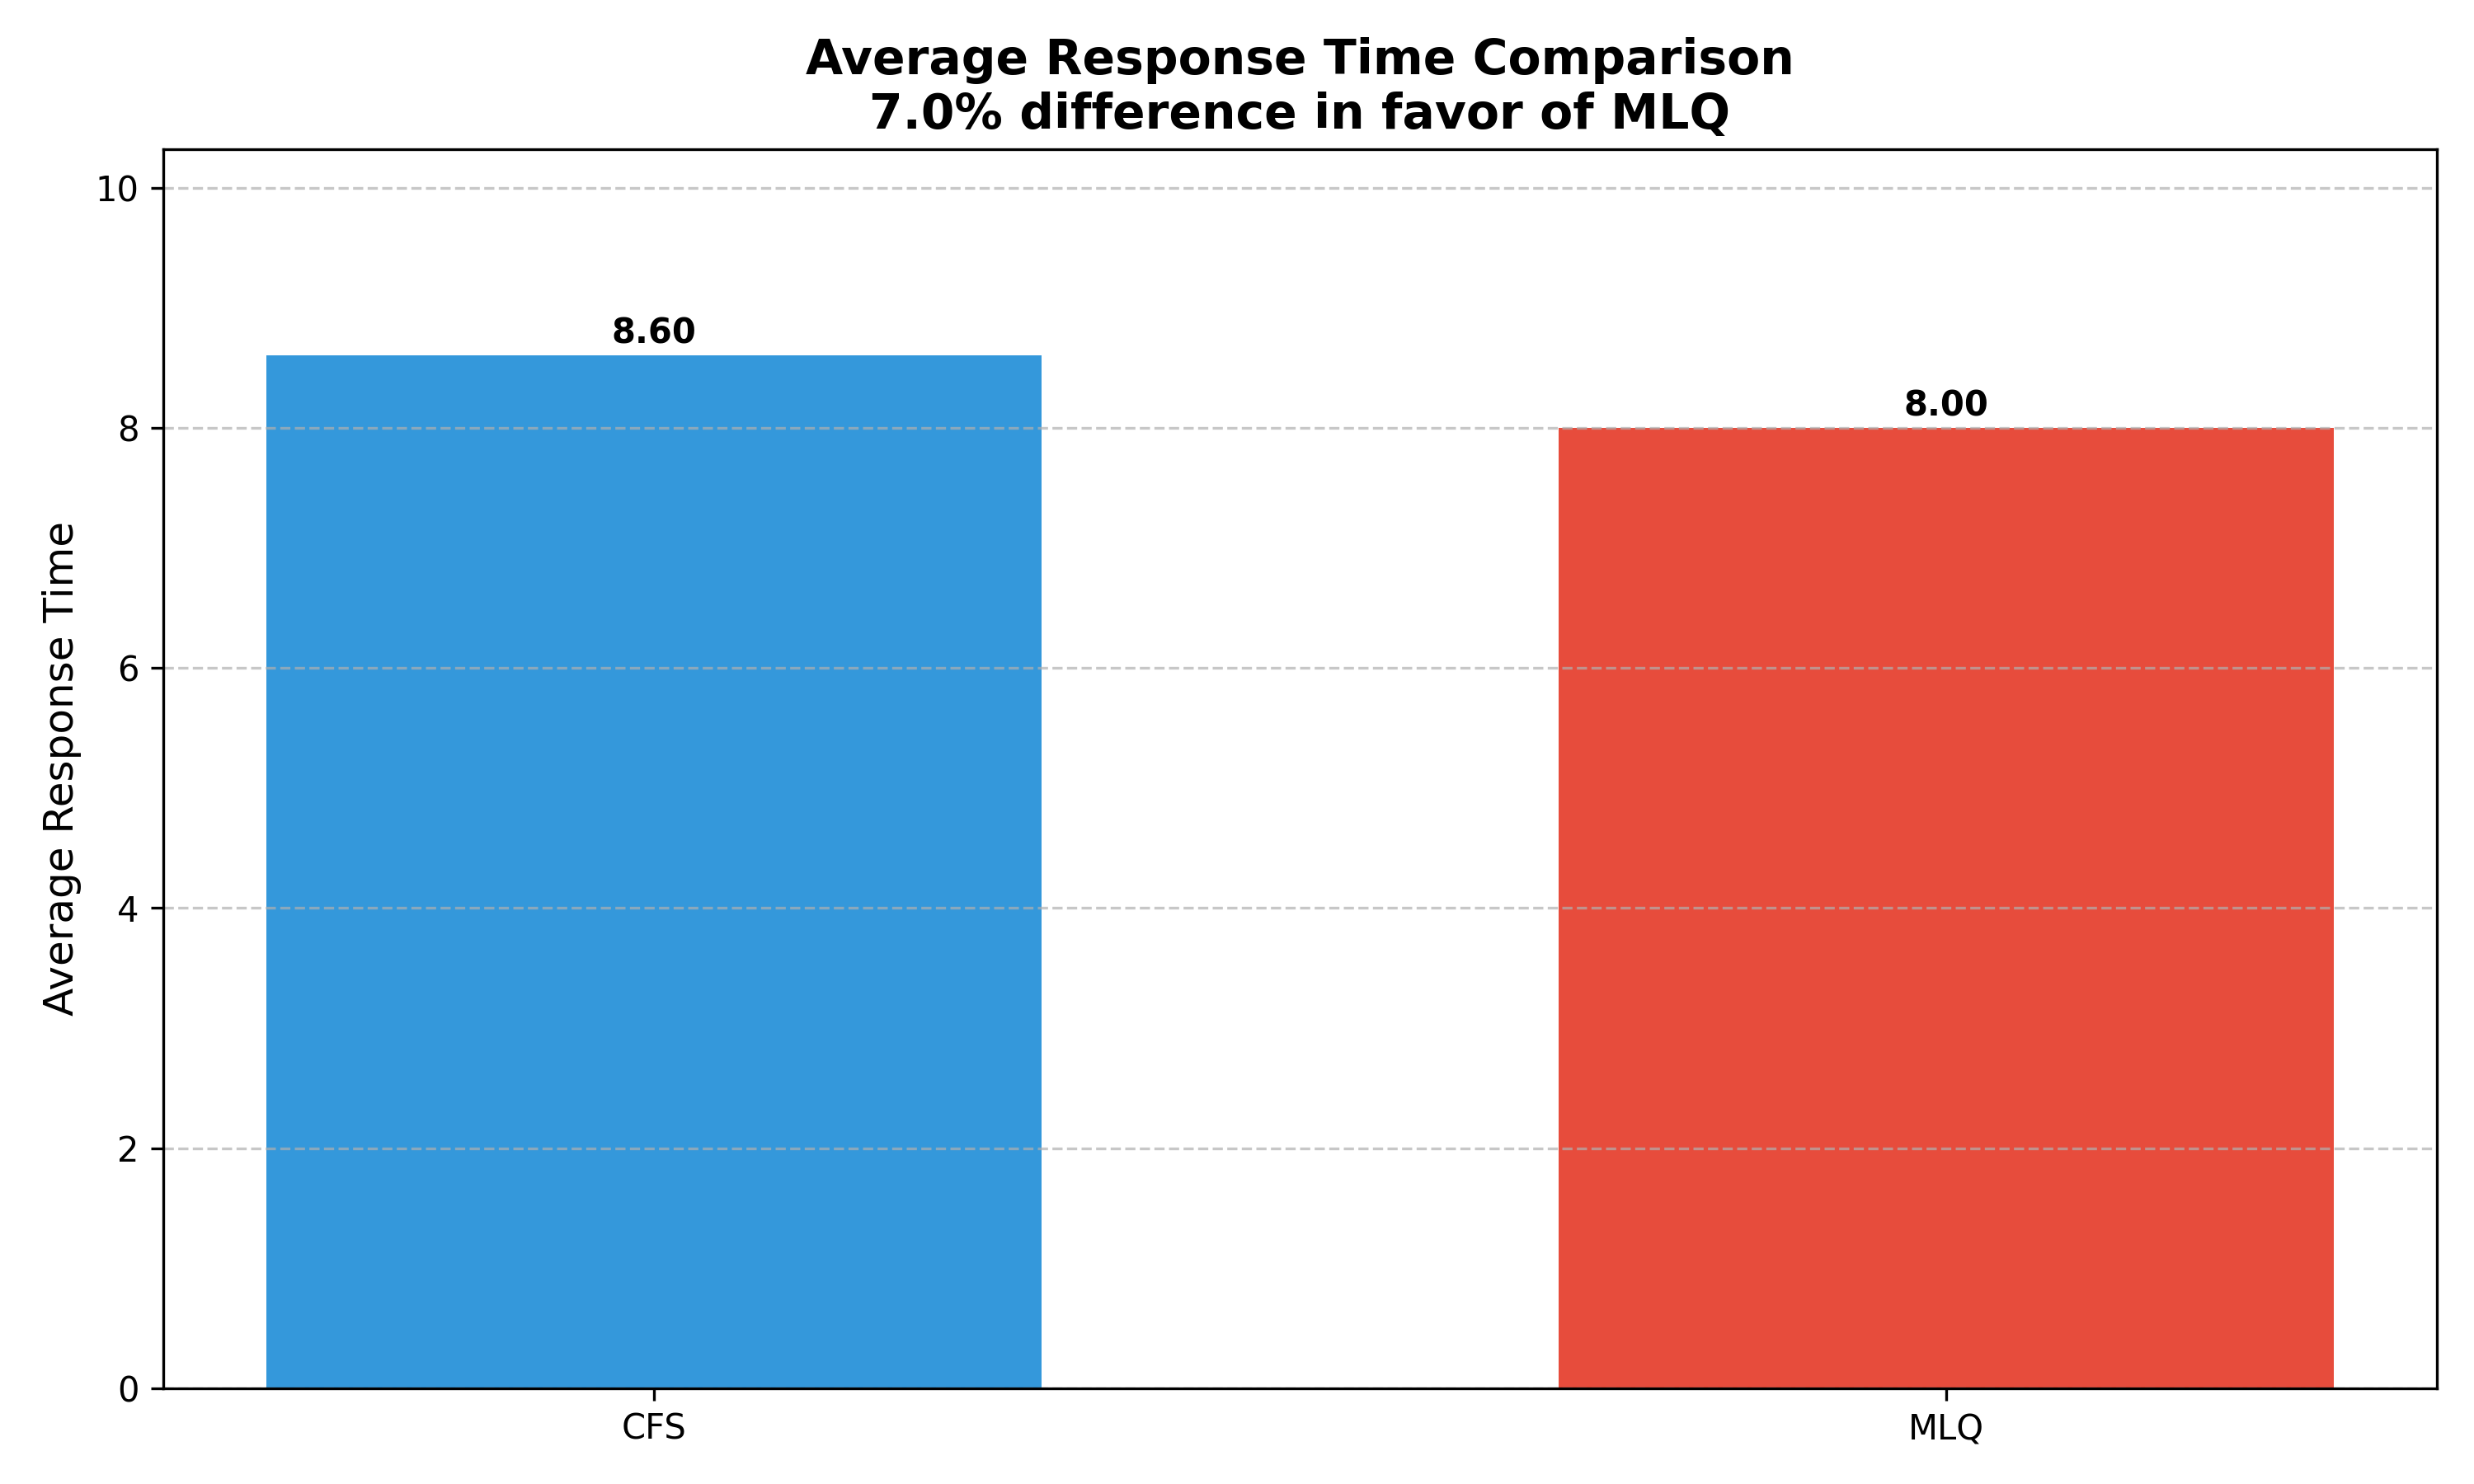 Average Response Time Comparison
7.0% difference in favor of MLQ
10
8
6
4
2
0
Average Response Time
8.60
8.00
CFS
MLQ